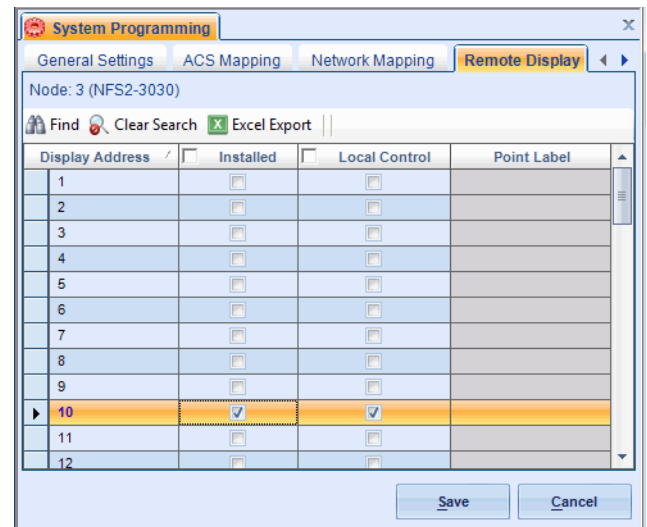 System Programming
General Settings ACS Mapping Network Mapping Remote Display
Node: 3 (NFS2-3030)
Find Clear Search Excel Export
Display Address Installed Local Control Point Label
1
2
3
4
5
6
7
8
9
10
11
12
Save Cancel